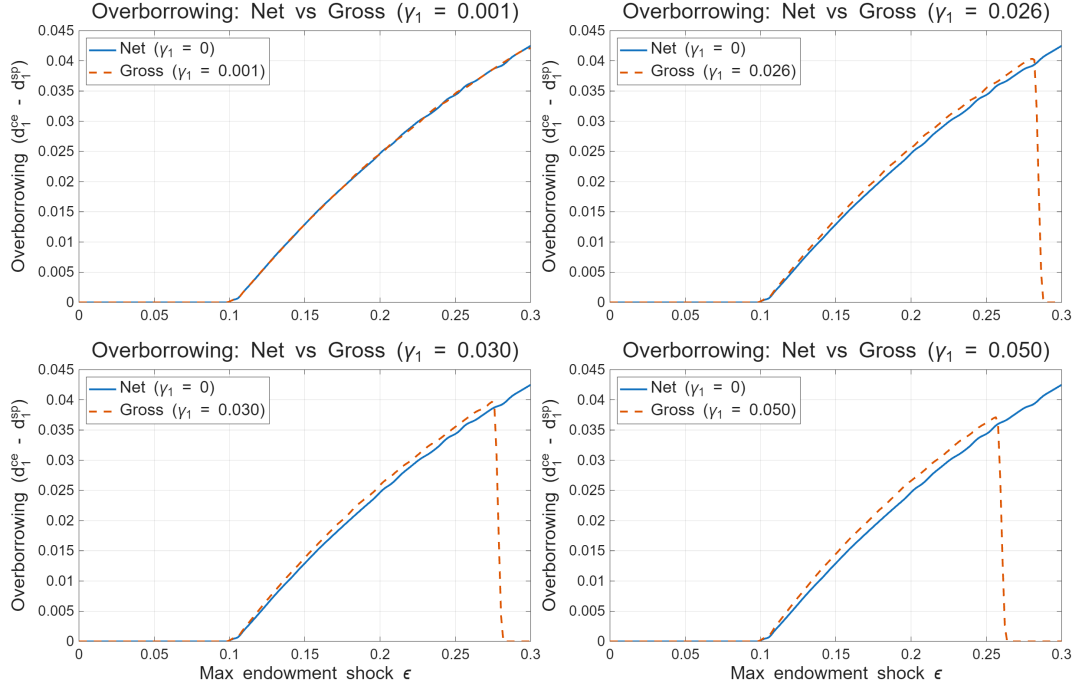 Overborrowing: Net vs Gross (γ₁ = 0.001)
0.045
0.04
0.035
0.03
0.025
0.02
0.015
0.01
0.005
0
Overborrowing (d₁ᶜᵉ - d₁ˢᵖ)
Net (γ₁ = 0)
Gross (γ₁ = 0.001)
0 0.05 0.1 0.15 0.2 0.25 0.3
Overborrowing: Net vs Gross (γ₁ = 0.026)
0.045
0.04
0.035
0.03
0.025
0.02
0.015
0.01
0.005
0
Overborrowing (d₁ᶜᵉ - d₁ˢᵖ)
Net (γ₁ = 0)
Gross (γ₁ = 0.026)
0 0.05 0.1 0.15 0.2 0.25 0.3
Overborrowing: Net vs Gross (γ₁ = 0.030)
0.045
0.04
0.035
0.03
0.025
0.02
0.015
0.01
0.005
0
Overborrowing (d₁ᶜᵉ - d₁ˢᵖ)
Net (γ₁ = 0)
Gross (γ₁ = 0.030)
0 0.05 0.1 0.15 0.2 0.25 0.3
Max endowment shock ϵ
Overborrowing: Net vs Gross (γ₁ = 0.050)
0.045
0.04
0.035
0.03
0.025
0.02
0.015
0.01
0.005
0
Overborrowing (d₁ᶜᵉ - d₁ˢᵖ)
Net (γ₁ = 0)
Gross (γ₁ = 0.050)
0 0.05 0.1 0.15 0.2 0.25 0.3
Max endowment shock ϵ